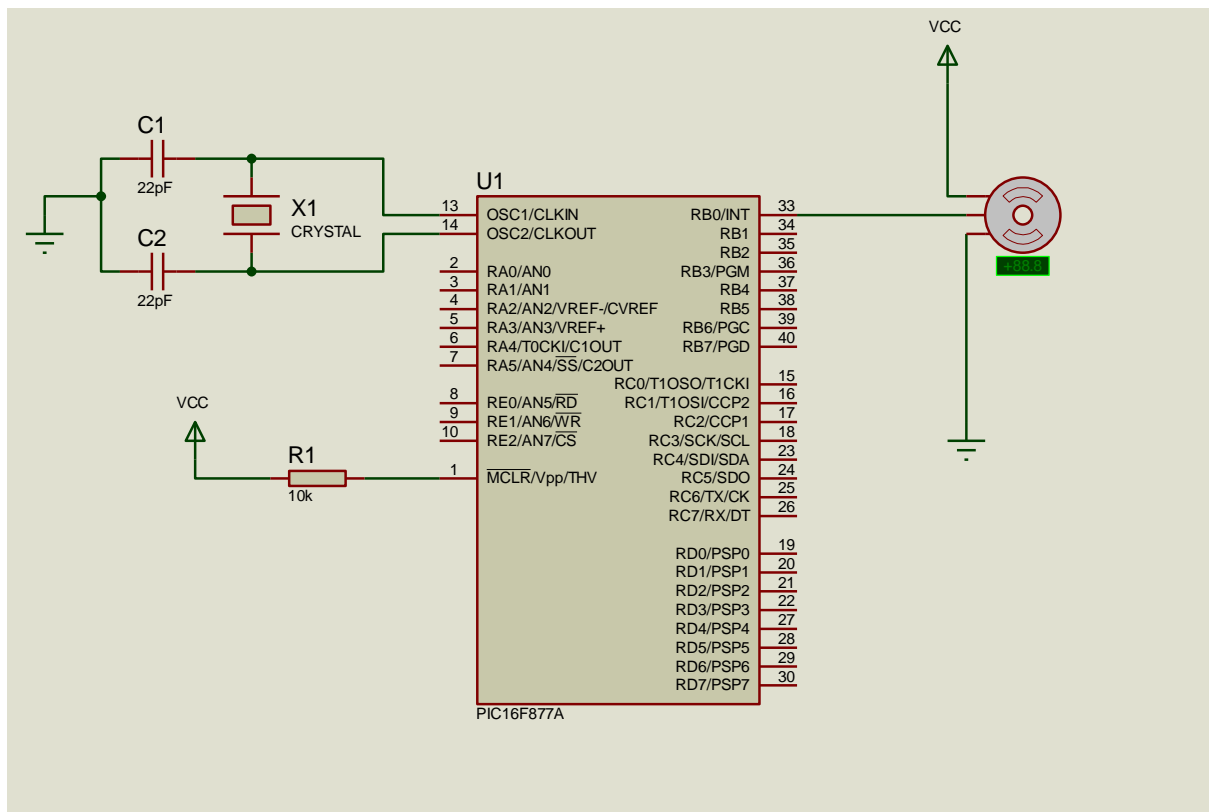 VCC
C1
22pF
X1
CRYSTAL
C2
22pF
U1
13 OSC1/CLKIN
14 OSC2/CLKOUT
2 RA0/AN0
3 RA1/AN1
4 RA2/AN2/VREF-/CVREF
5 RA3/AN3/VREF+
6 RA4/T0CKI/C1OUT
7 RA5/AN4/SS/C2OUT
8 RE0/AN5/RD
9 RE1/AN6/WR
10 RE2/AN7/CS
1 MCLR/Vpp/THV
RB0/INT 33
RB1 34
RB2 35
RB3/PGM 36
RB4 37
RB5 38
RB6/PGC 39
RB7/PGD 40
RC0/T1OSO/T1CKI 15
RC1/T1OSI/CCP2 16
RC2/CCP1 17
RC3/SCK/SCL 18
RC4/SDI/SDA 23
RC5/SDO 24
RC6/TX/CK 25
RC7/RX/DT 26
RD0/PSP0 19
RD1/PSP1 20
RD2/PSP2 21
RD3/PSP3 22
RD4/PSP4 27
RD5/PSP5 28
RD6/PSP6 29
RD7/PSP7 30
PIC16F877A
+88.8
VCC
R1
10k